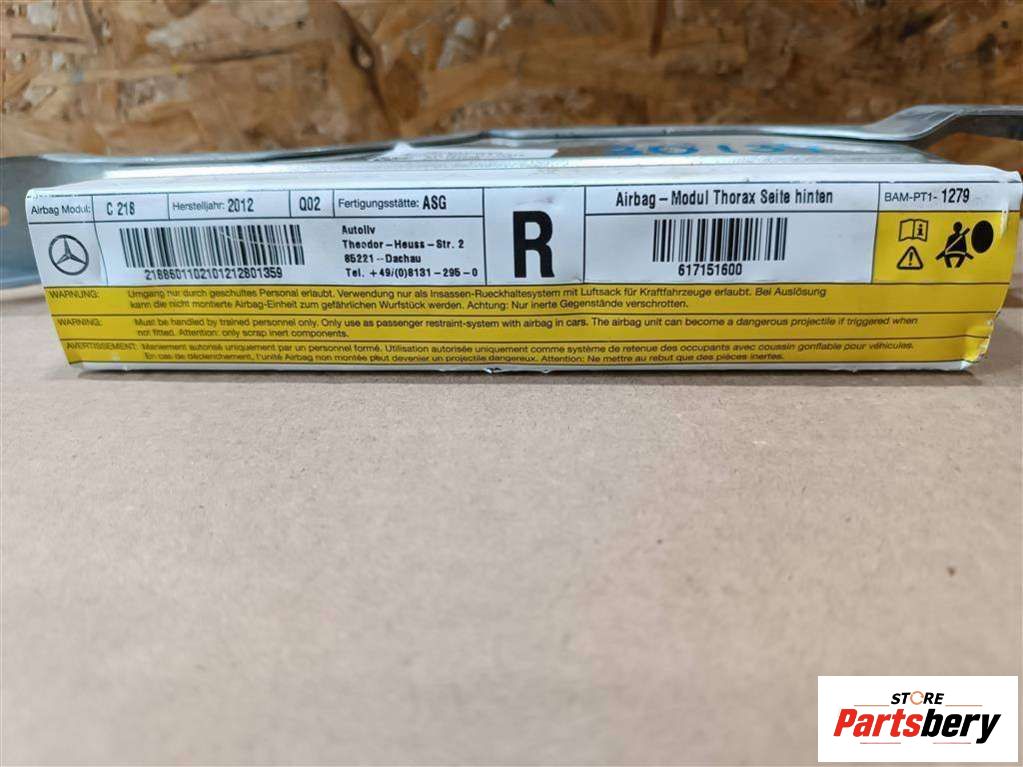 Airbag Modul: C 218 Herstelljahr: 2012 Q02 Fertigungsstätte: ASG
Autoliv
Theodor-Heuss-Str. 2
85221--Dachau
Tel. +49/(0)8131-295-0
2188601102101212801359
R
Airbag-Modul Thorax Seite hinten
617151600
BAM-PT1-1279
WARNUNG: Umgang nur durch geschultes Personal erlaubt. Verwendung nur als Insassen-Rueckhaltesystem mit Luftsack für Kraftfahrzeuge erlaubt. Bei Auslösung
kann die nicht montierte Airbag-Einheit zum gefährlichen Wurfstück werden. Achtung: Nur inerte Gegenstände verschrotten.
WARNING: Must be handled by trained personnel only. Only use as passenger restraint-system with airbag in cars. The airbag unit can become a dangerous projectile if triggered when
not fitted. Attention: only scrap inert components.
AVERTISSEMENT: Maniement autorisé uniquement par un personnel formé. Utilisation autorisée uniquement comme système de retenue des occupants avec coussin gonflable pour véhicules.
En cas de déclenchement, l'unité Airbag non montée peut devenir un projectile dangereux. Attention: Ne mettre au rebut que des pièces inertes.
STORE
Partsbery